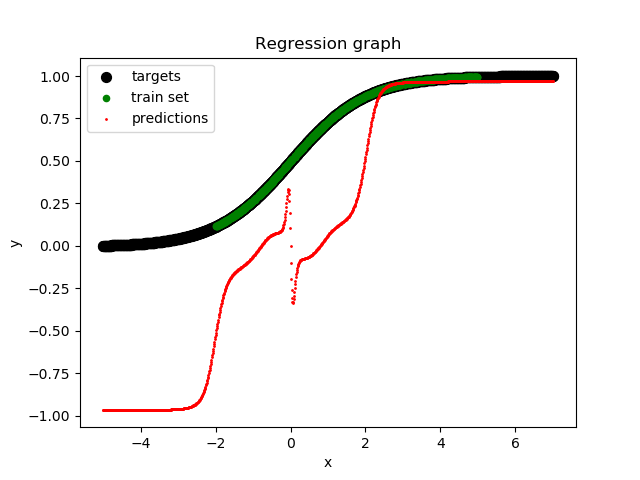 Regression graph
targets
train set
predictions
1.00
0.75
0.50
0.25
0.00
−0.25
−0.50
−0.75
−1.00
y
−4 −2 0 2 4 6
x